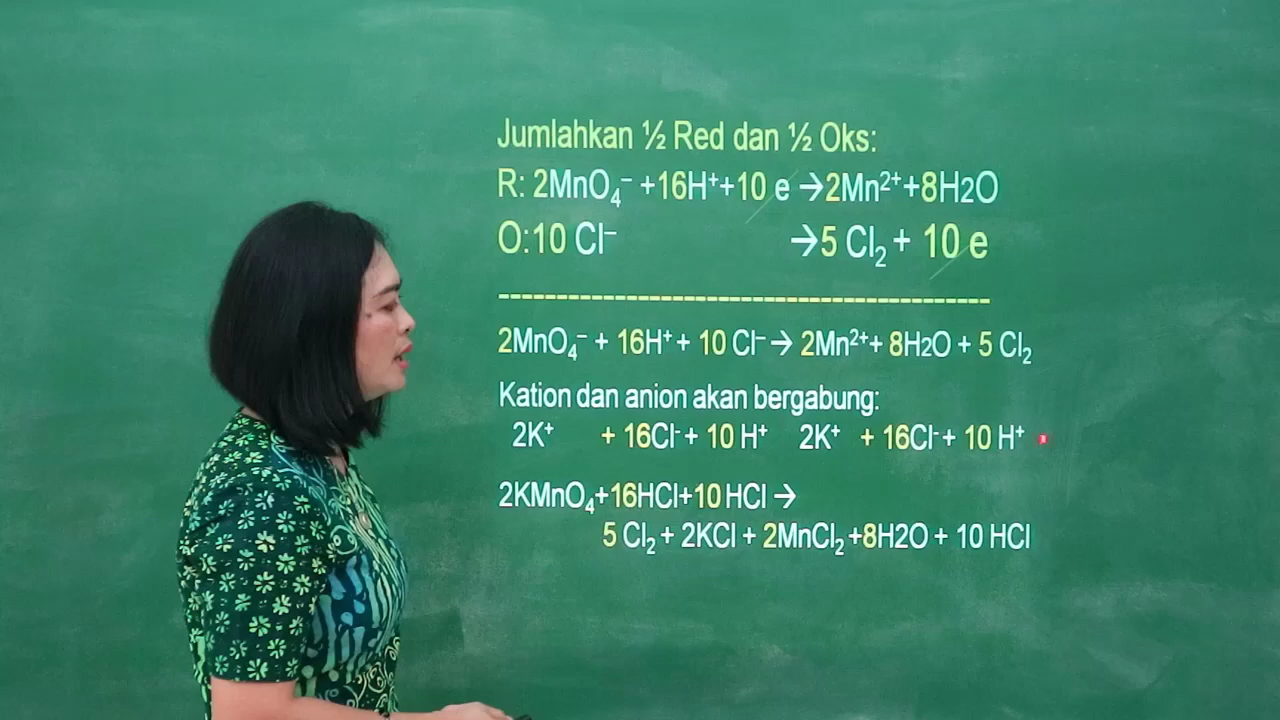 Jumlahkan ½ Red dan ½ Oks:
R: 2MnO₄⁻ +16H⁺+10 e →2Mn²⁺+8H2O
O:10 Cl⁻ →5 Cl₂ + 10 e
------------------------------------------
2MnO₄⁻ + 16H⁺ + 10 Cl⁻→ 2Mn²⁺+ 8H2O + 5 Cl₂
Kation dan anion akan bergabung:
2K⁺ + 16Cl⁻+ 10 H⁺ 2K⁺ + 16Cl⁻+ 10 H⁺
2KMnO₄+16HCl+10 HCl →
5 Cl₂ + 2KCl + 2MnCl₂ +8H2O + 10 HCl